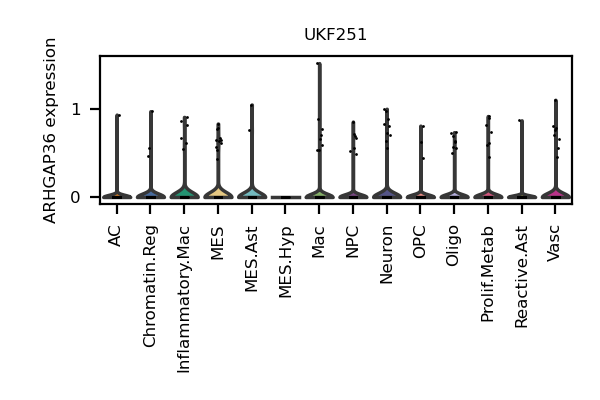 UKF251
ARHGAP36 expression
1
0
AC
Chromatin.Reg
Inflammatory.Mac
MES
MES.Ast
MES.Hyp
Mac
NPC
Neuron
OPC
Oligo
Prolif.Metab
Reactive.Ast
Vasc